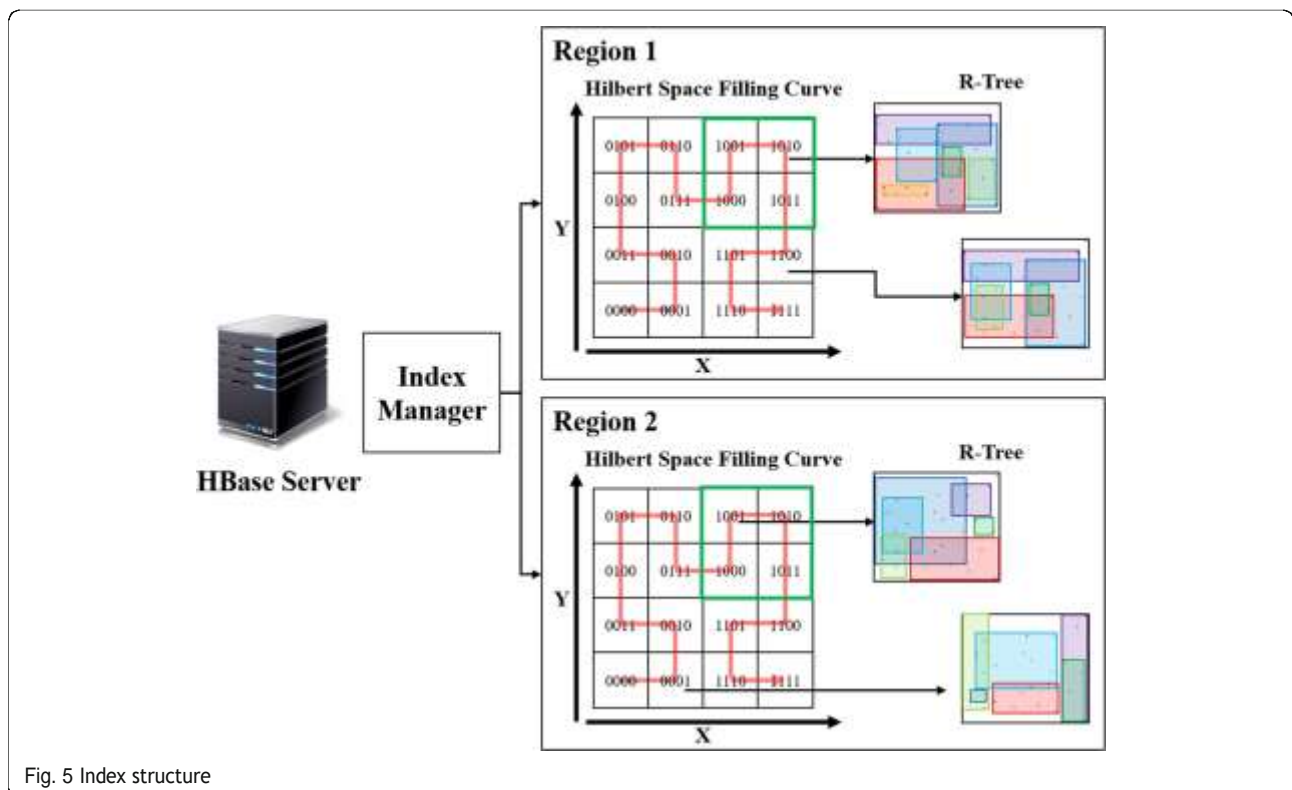 Region 1
Hilbert Space Filling Curve
R-Tree
0101 0110 1001 1010
0100 0111 1000 1011
Y
0011 0010 1101 1100
0000 0001 1110 1111
X
Index
Manager
HBase Server
Region 2
Hilbert Space Filling Curve
R-Tree
0101 0110 1001 1010
0100 0111 1000 1011
Y
0011 0010 1101 1100
0000 0001 1110 1111
X
Fig. 5 Index structure